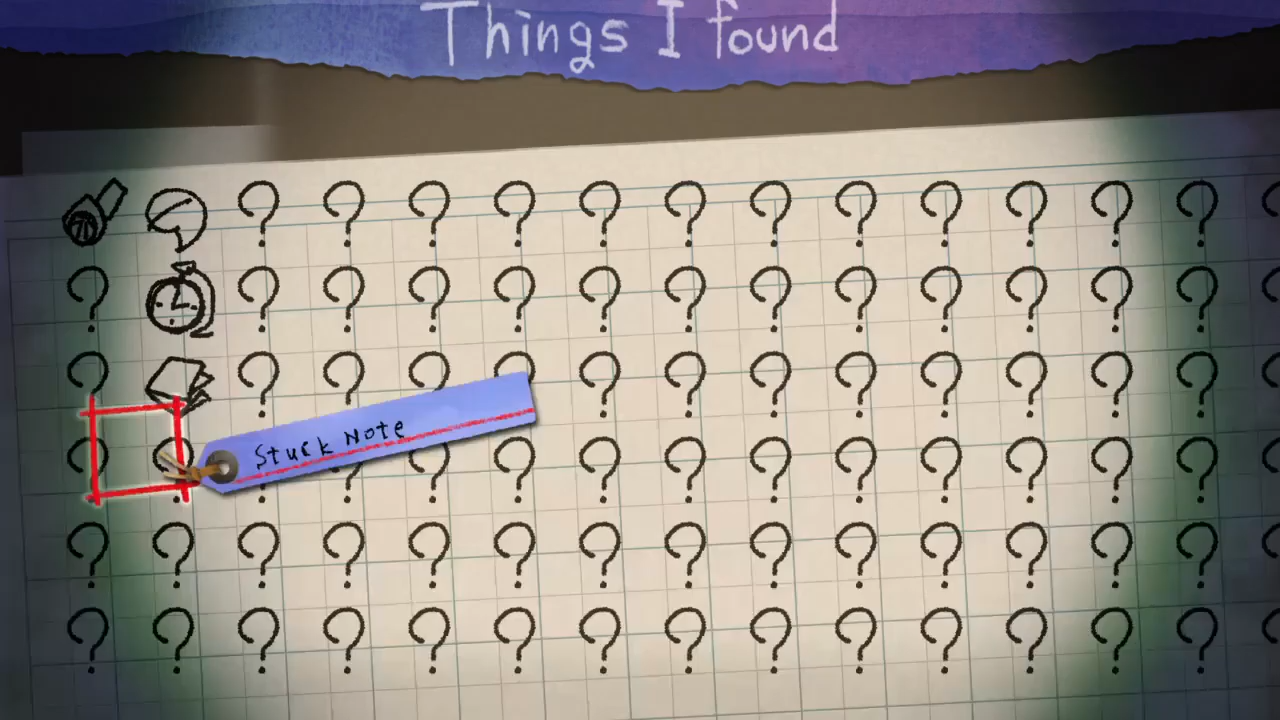 Things I found
? ? ? ? ? ? ? ? ? ? ? ? ?
? ? ? ? ? ? ? ? ? ? ? ? ? ?
? ? ? ? ? ? ? ? ? ? ? ? ? ?
Stuck Note
? ? ? ? ? ? ? ? ? ? ? ? ? ? ?
? ? ? ? ? ? ? ? ? ? ? ? ? ? ?
? ? ? ? ? ? ? ? ? ? ? ? ? ? ?